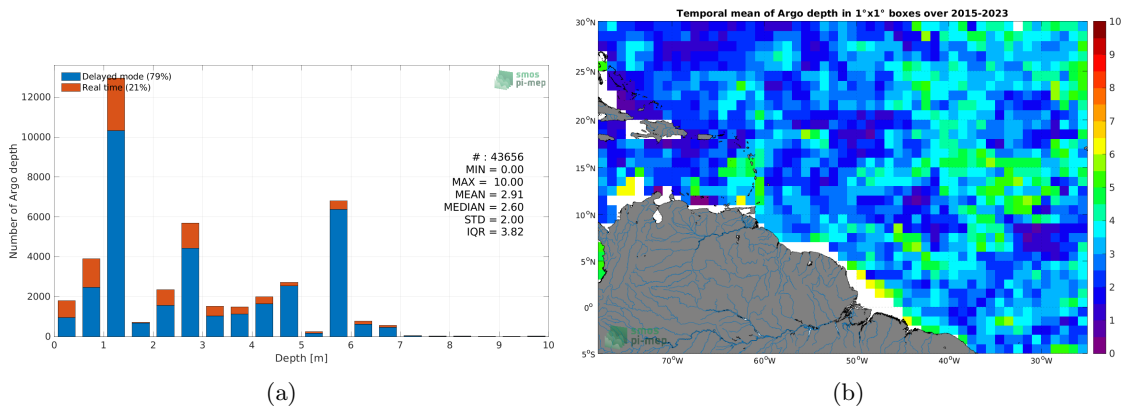 Delayed mode (79%)
Real time (21%)
smos
pi-mep
# : 43656
MIN = 0.00
MAX = 10.00
MEAN = 2.91
MEDIAN = 2.60
STD = 2.00
IQR = 3.82
Number of Argo depth
12000
10000
8000
6000
4000
2000
0
0 1 2 3 4 5 6 7 8 9 10
Depth [m]
(a)
Temporal mean of Argo depth in 1°x1° boxes over 2015-2023
30°N
25°N
20°N
15°N
10°N
5°N
0°
5°S
70°W 60°W 50°W 40°W 30°W
smos
pi-mep
10
9
8
7
6
5
4
3
2
1
0
(b)